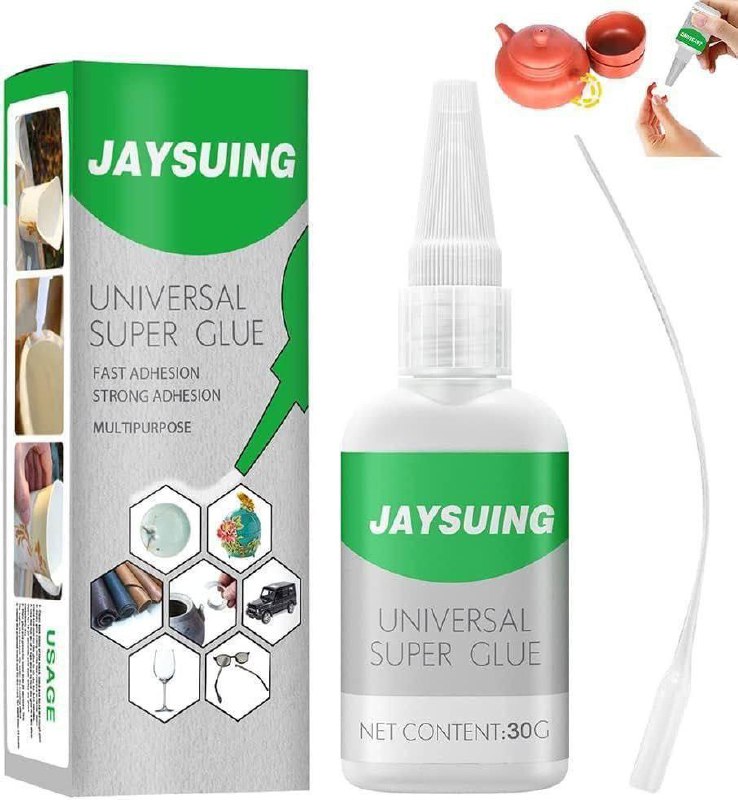 JAYSUING
UNIVERSAL
SUPER GLUE
FAST ADHESION
STRONG ADHESION
MULTIPURPOSE
USAGE
JAYSUING
UNIVERSAL
SUPER GLUE
NET CONTENT:30G